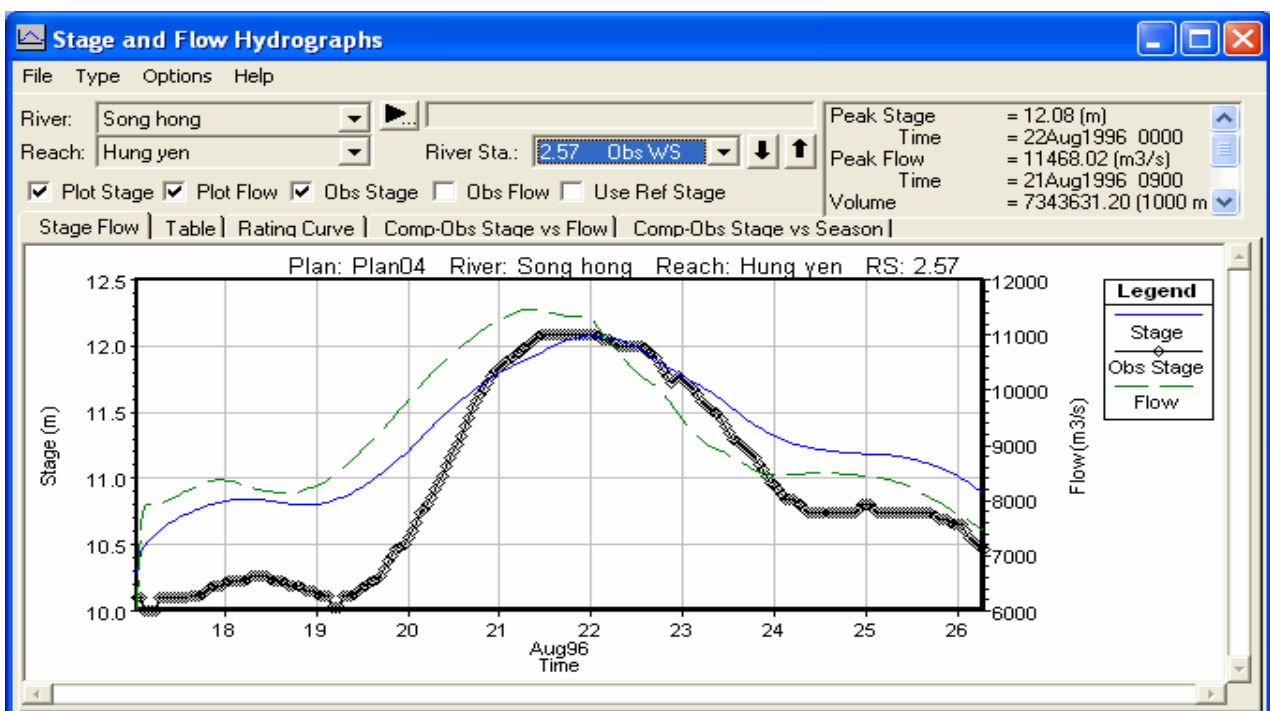 Stage and Flow Hydrographs
File Type Options Help
River: Song hong
Reach: Hung yen River Sta.: 2.57 Obs WS
Plot Stage Plot Flow Obs Stage Obs Flow Use Ref Stage
Peak Stage = 12.08 (m)
Time = 22Aug1996 0000
Peak Flow = 11468.02 (m3/s)
Time = 21Aug1996 0900
Volume = 7343631.20 (1000 m
Stage Flow Table Rating Curve Comp-Obs Stage vs Flow Comp-Obs Stage vs Season
Plan: Plan04 River: Song hong Reach: Hung yen RS: 2.57
12.5
12.0
11.5
11.0
10.5
10.0
Stage (m)
18 19 20 21 22 23 24 25 26
Aug96
Time
12000
11000
10000
9000
8000
7000
6000
Flow (m3/s)
Legend
Stage
Obs Stage
Flow